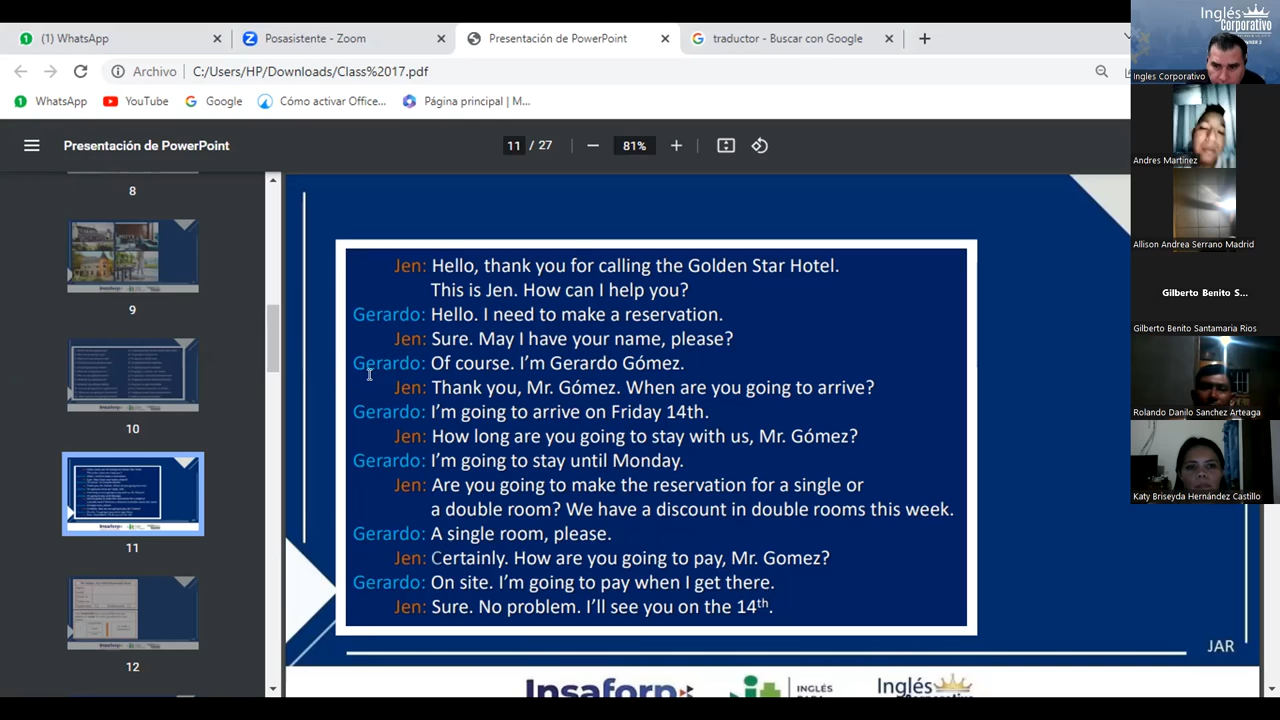 (1) WhatsApp
Posasistente - Zoom
Presentación de PowerPoint
traductor - Buscar con Google
Archivo
C:/Users/HP/Downloads/Class%2017.pdf
WhatsApp
YouTube
Google
Cómo activar Office...
Página principal | M...
Presentación de PowerPoint
11 / 27
81%
8
9
10
11
12
Jen: Hello, thank you for calling the Golden Star Hotel.
This is Jen. How can I help you?
Gerardo: Hello. I need to make a reservation.
Jen: Sure. May I have your name, please?
Gerardo: Of course. I'm Gerardo Gómez.
Jen: Thank you, Mr. Gómez. When are you going to arrive?
Gerardo: I'm going to arrive on Friday 14th.
Jen: How long are you going to stay with us, Mr. Gómez?
Gerardo: I'm going to stay until Monday.
Jen: Are you going to make the reservation for a single or
a double room? We have a discount in double rooms this week.
Gerardo: A single room, please.
Jen: Certainly. How are you going to pay, Mr. Gomez?
Gerardo: On site. I'm going to pay when I get there.
Jen: Sure. No problem. I'll see you on the 14th.
JAR
Insaforp
INGLÉS
Inglés
Corporativo
Inglés
Corporativo
Ingles Corporativo
Andres Martínez
Allison Andrea Serrano Madrid
Gilberto Benito S...
Gilberto Benito Santamaria Rios
Rolando Danilo Sanchez Arteaga
Katy Briseyda Hernández Castillo